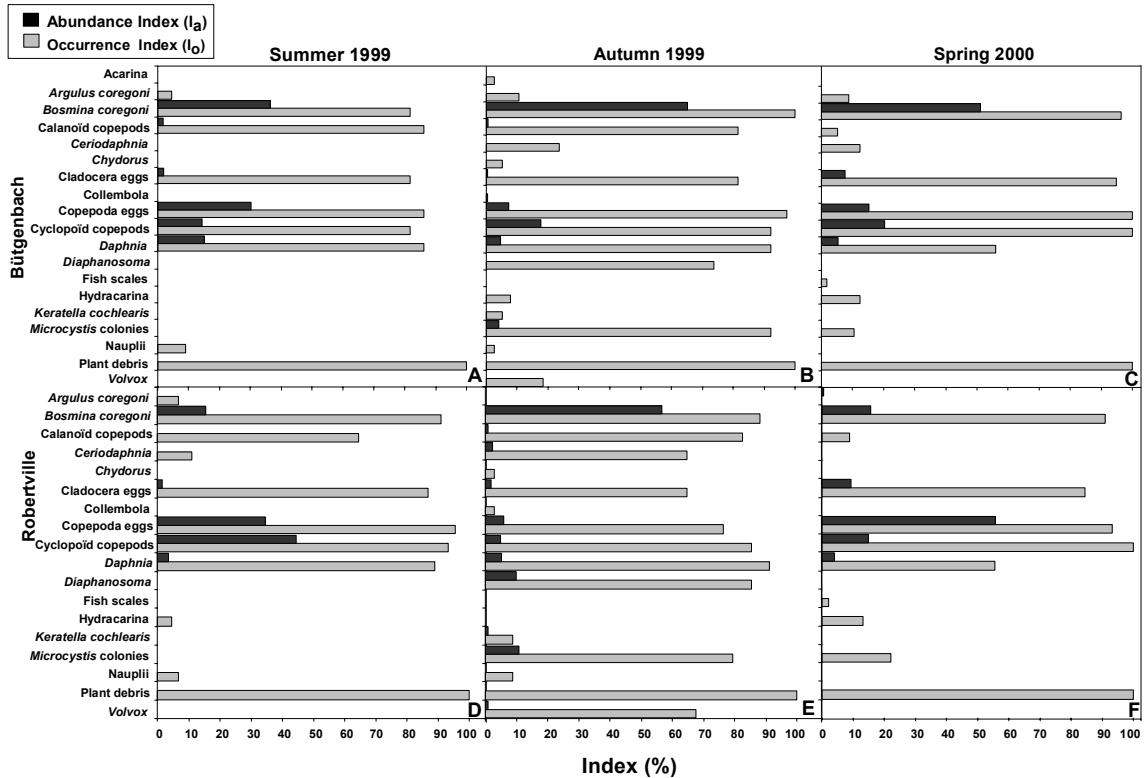 Abundance Index (Ia)
Occurrence Index (Io)
Summer 1999
Autumn 1999
Spring 2000
Bütgenbach
Acarina
Argulus coregoni
Bosmina coregoni
Calanoïd copepods
Ceriodaphnia
Chydorus
Cladocera eggs
Collembola
Copepoda eggs
Cyclopoïd copepods
Daphnia
Diaphanosoma
Fish scales
Hydracarina
Keratella cochlearis
Microcystis colonies
Nauplii
Plant debris
Volvox
A
B
C
Robertville
Argulus coregoni
Bosmina coregoni
Calanoïd copepods
Ceriodaphnia
Chydorus
Cladocera eggs
Collembola
Copepoda eggs
Cyclopoïd copepods
Daphnia
Diaphanosoma
Fish scales
Hydracarina
Keratella cochlearis
Microcystis colonies
Nauplii
Plant debris
Volvox
D
E
F
0 10 20 30 40 50 60 70 80 90 100
0 10 20 30 40 50 60 70 80 90 100
0 10 20 30 40 50 60 70 80 90 100
Index (%)